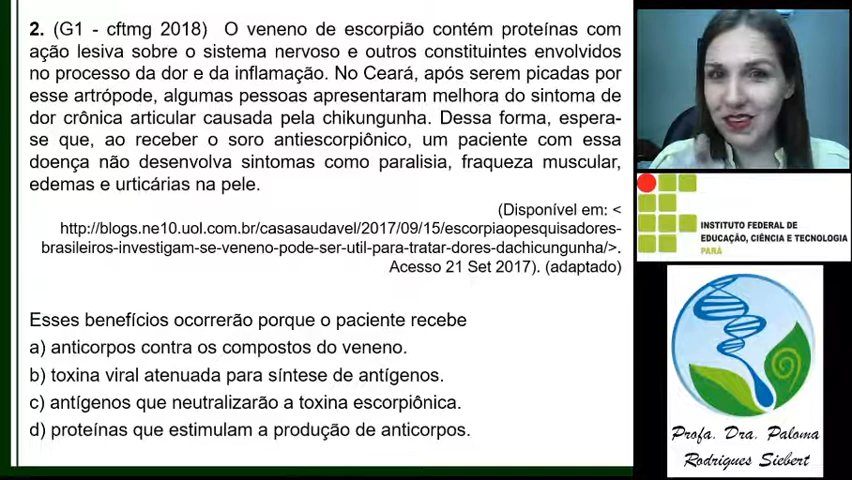 2. (G1 - cftmg 2018) O veneno de escorpião contém proteínas com
ação lesiva sobre o sistema nervoso e outros constituintes envolvidos
no processo da dor e da inflamação. No Ceará, após serem picadas por
esse artrópode, algumas pessoas apresentaram melhora do sintoma de
dor crônica articular causada pela chikungunha. Dessa forma, espera-
se que, ao receber o soro antiescorpiônico, um paciente com essa
doença não desenvolva sintomas como paralisia, fraqueza muscular,
edemas e urticárias na pele.
(Disponível em: <
http://blogs.ne10.uol.com.br/casasaudavel/2017/09/15/escorpiaopesquisadores-
brasileiros-investigam-se-veneno-pode-ser-util-para-tratar-dores-dachicungunha/>.
Acesso 21 Set 2017). (adaptado)
Esses benefícios ocorrerão porque o paciente recebe
a) anticorpos contra os compostos do veneno.
b) toxina viral atenuada para síntese de antígenos.
c) antígenos que neutralizarão a toxina escorpiônica.
d) proteínas que estimulam a produção de anticorpos.
INSTITUTO FEDERAL DE
EDUCAÇÃO, CIÊNCIA E TECNOLOGIA
PARÁ
Profa. Dra. Paloma
Rodrigues Siebert